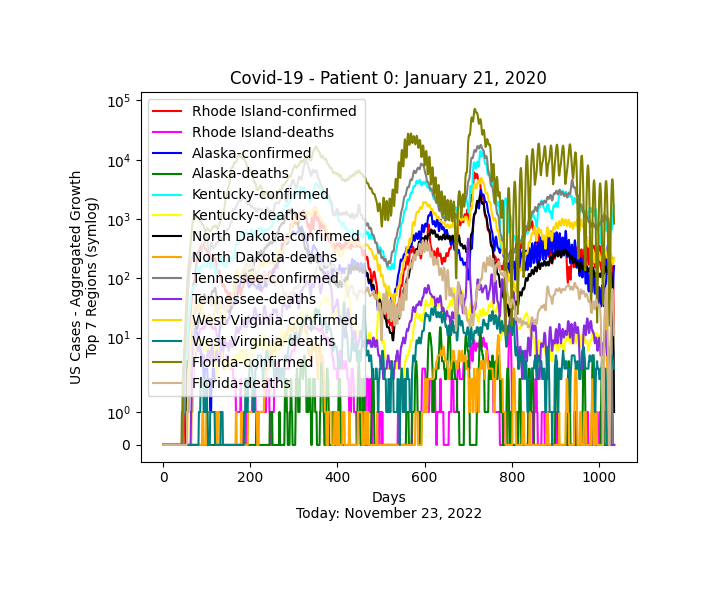 Covid-19 - Patient 0: January 21, 2020
US Cases - Aggregated Growth
Top 7 Regions (symlog)
10^5
10^4
10^3
10^2
10^1
10^0
0
Rhode Island-confirmed
Rhode Island-deaths
Alaska-confirmed
Alaska-deaths
Kentucky-confirmed
Kentucky-deaths
North Dakota-confirmed
North Dakota-deaths
Tennessee-confirmed
Tennessee-deaths
West Virginia-confirmed
West Virginia-deaths
Florida-confirmed
Florida-deaths
0 200 400 600 800 1000
Days
Today: November 23, 2022